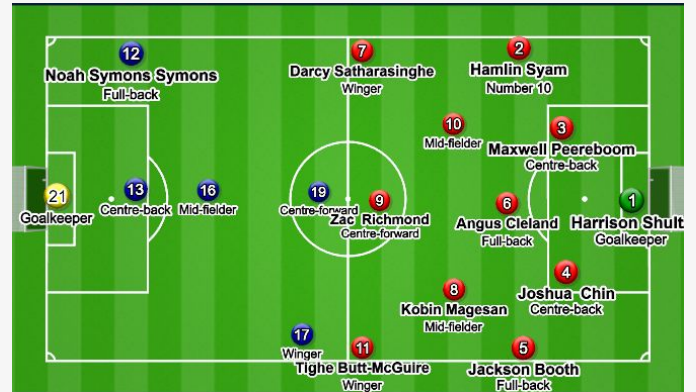 12
Noah Symons Symons
Full-back
7
Darcy Satharasinghe
Winger
2
Hamlin Syam
Number 10
10
Mid-fielder
3
Maxwell Peereboom
Centre-back
21
Goalkeeper
13
Centre-back
16
Mid-fielder
19
Centre-forward
9
Zac Richmond
Centre-forward
6
Angus Cleland
Full-back
1
Harrison Shult
Goalkeeper
4
Joshua Chin
Centre-back
8
Kobin Magesan
Mid-fielder
17
Winger
11
Tighe Butt-McGuire
Winger
5
Jackson Booth
Full-back